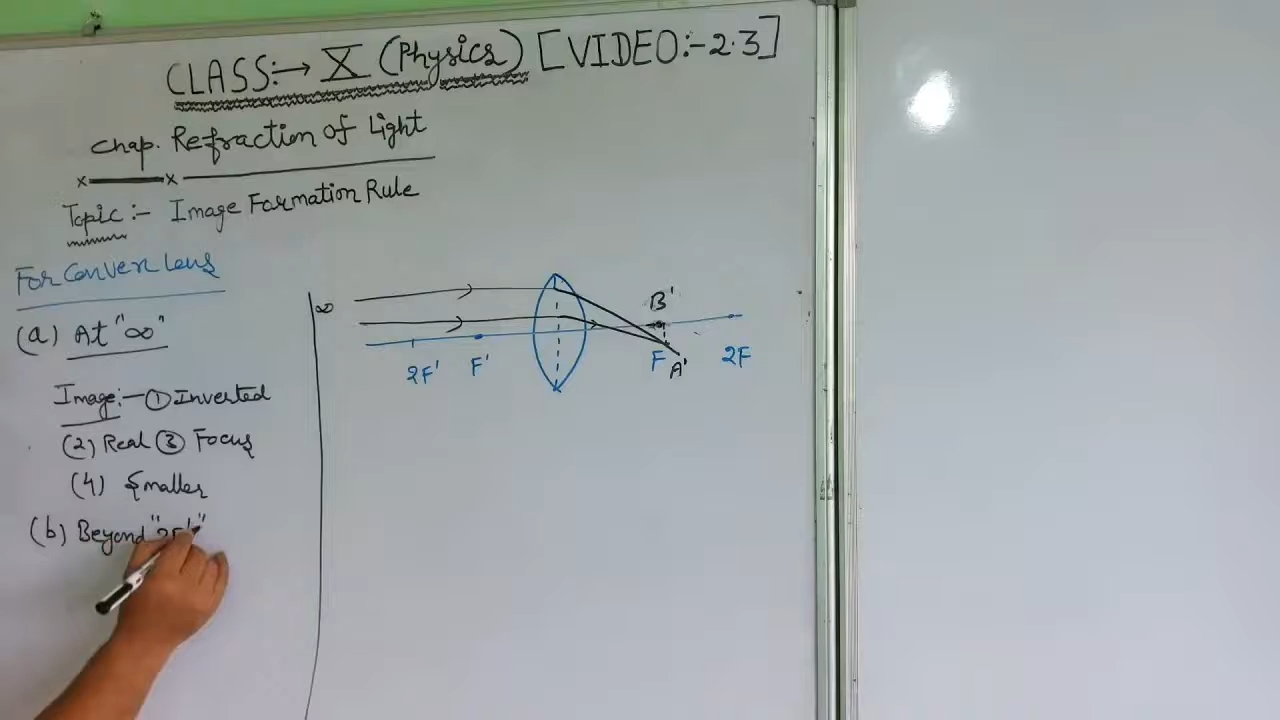 CLASS:→ X (Physics) [VIDEO:-2.3]
Chap. Refraction of Light
Topic:- Image Formation Rule
For Convex Lens
(a) At "∞"
Image:- ① Inverted
(2) Real ③ Focus
(4) Smaller
(b) Beyond "2F'"
∞
B'
2F' F' F A' 2F